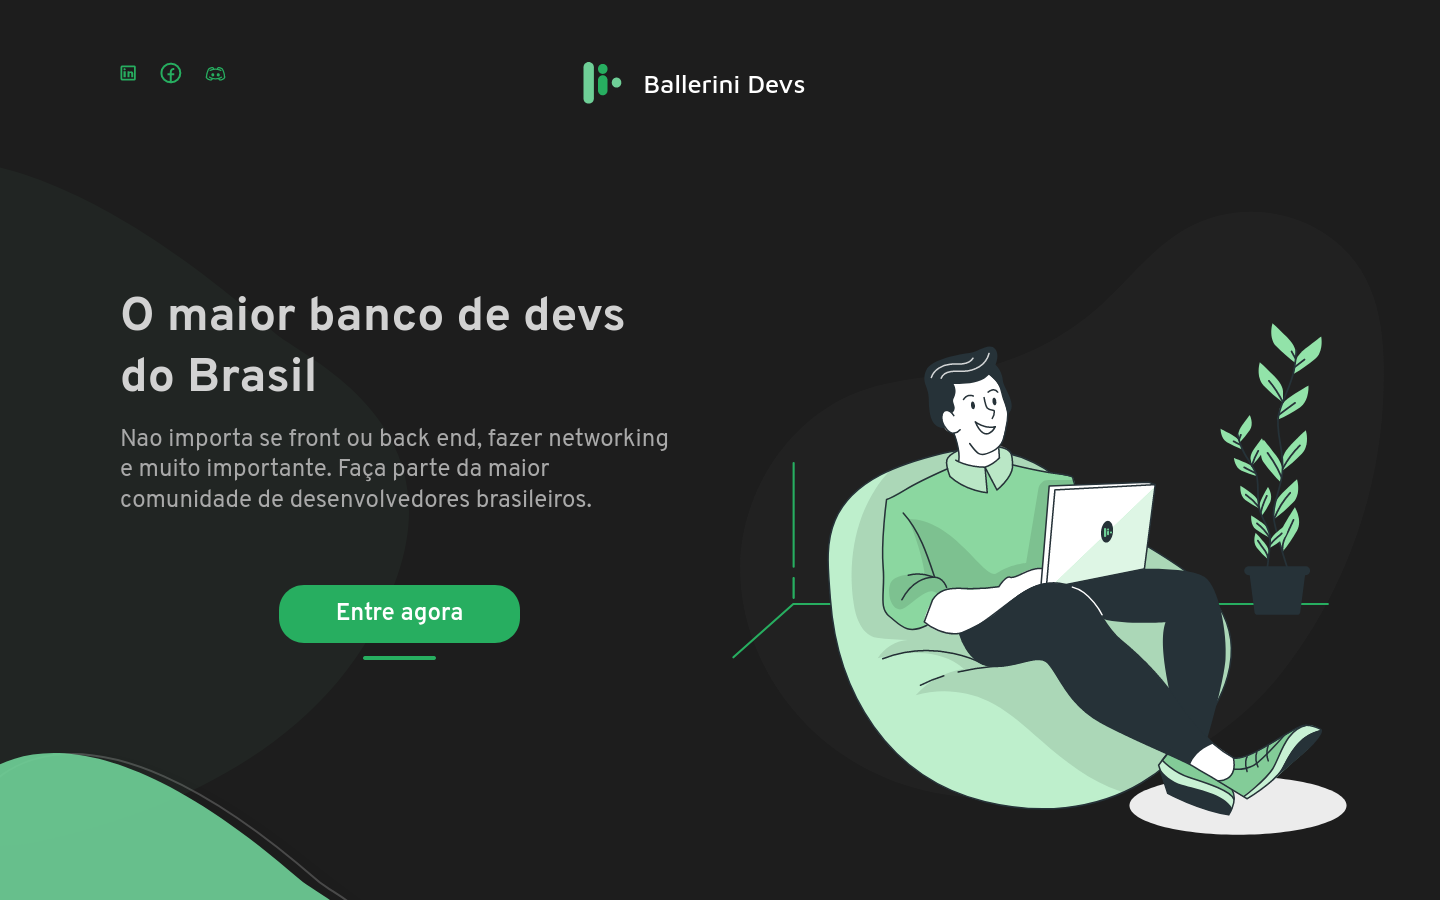 Ballerini Devs
O maior banco de devs
do Brasil
Nao importa se front ou back end, fazer networking
e muito importante. Faça parte da maior
comunidade de desenvolvedores brasileiros.
Entre agora